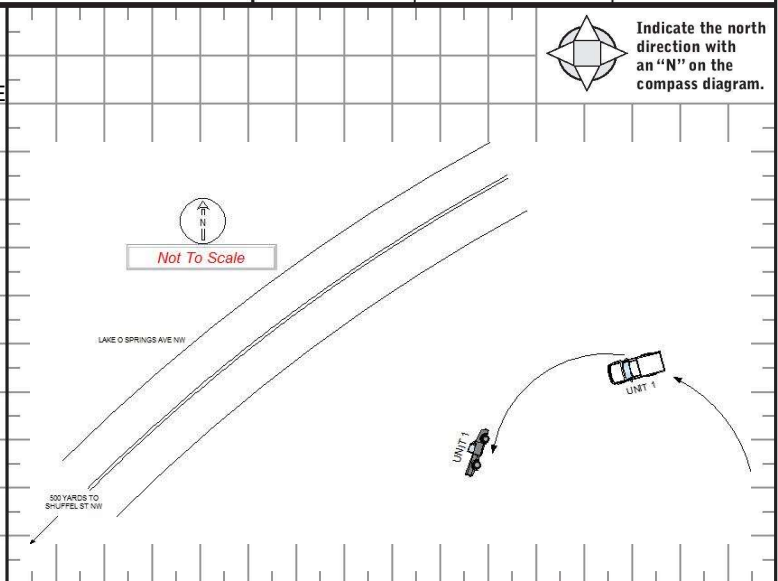 Indicate the north
direction with
an “N” on the
compass diagram.
N
Not To Scale
LAKE O SPRINGS AVE NW
UNIT 1
UNIT 1
500 YARDS TO
SHUFFEL ST NW